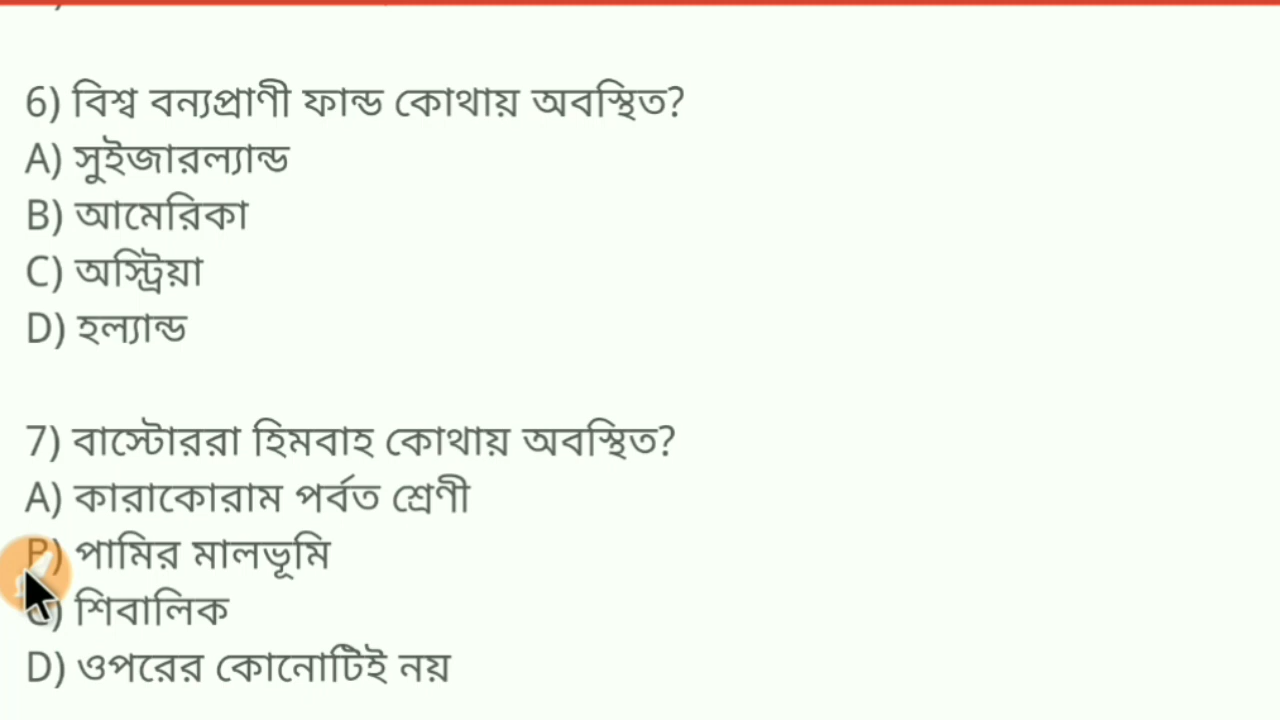 6) বিশ্ব বন্যপ্রাণী ফান্ড কোথায় অবস্থিত?
A) সুইজারল্যান্ড
B) আমেরিকা
C) অস্ট্রিয়া
D) হল্যান্ড
7) বাস্টোররা হিমবাহ কোথায় অবস্থিত?
A) কারাকোরাম পর্বত শ্রেণী
B) পামির মালভূমি
C) শিবালিক
D) ওপরের কোনোটিই নয়